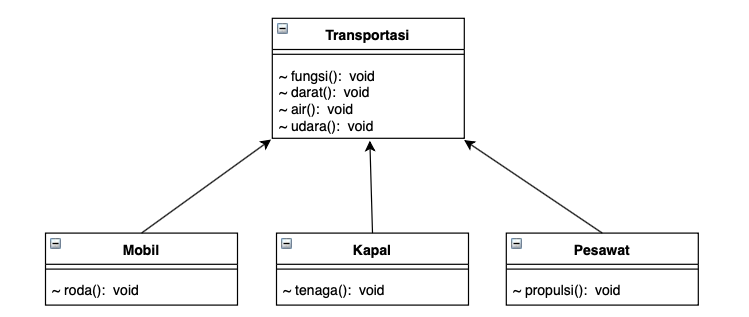 Transportasi
~ fungsi(): void
~ darat(): void
~ air(): void
~ udara(): void
Mobil
~ roda(): void
Kapal
~ tenaga(): void
Pesawat
~ propulsi(): void